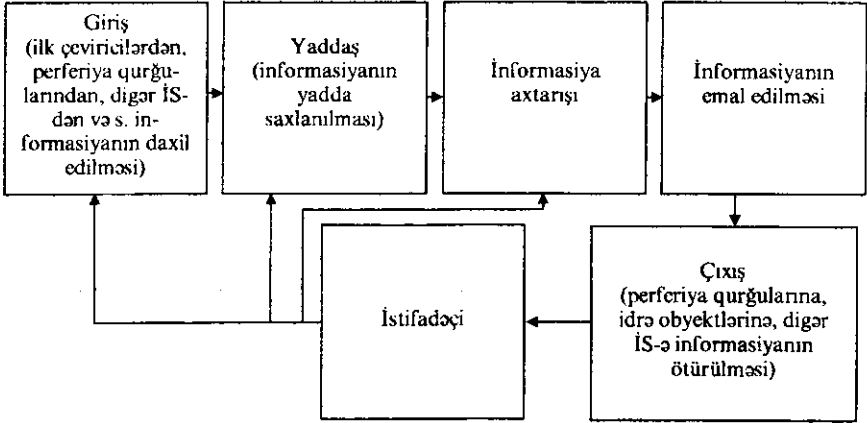 Giriş
(ilk çeviricilərdən,
perferiya qurğu-
larından, digər İS-
dən və s. in-
formasiyanın daxil
edilməsi)
Yaddaş
(informasiyanın
yadda
saxlanılması)
İnformasiya
axtarışı
İnformasiyanın
emal edilməsi
İstifadəçi
Çıxış
(perferiya qurğularına,
idrə obyektlərinə, digər
İS-ə informasiyanın
ötürülməsi)